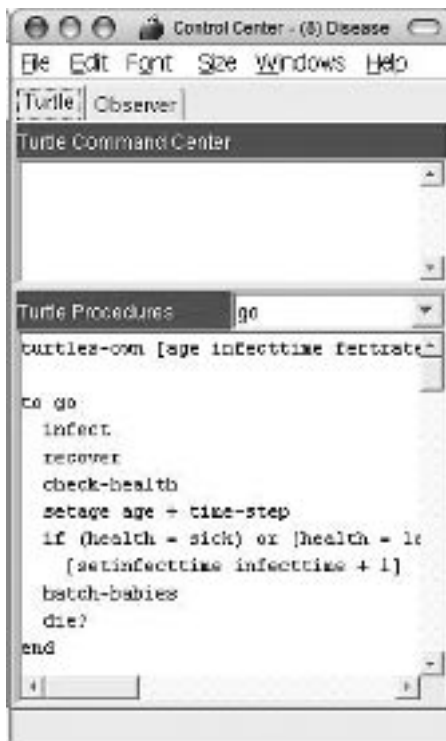 Control Center - (8) Disease
File Edit Font Size Windows Help
Turtle Observer
Turtle Command Center
Turtle Procedures go
turtles-own [age infecttime fertrate
to go
infect
recover
check-health
setage age + time-step
if (health = sick) or (health = la
[setinfecttime infecttime + 1]
hatch-babies
die?
end